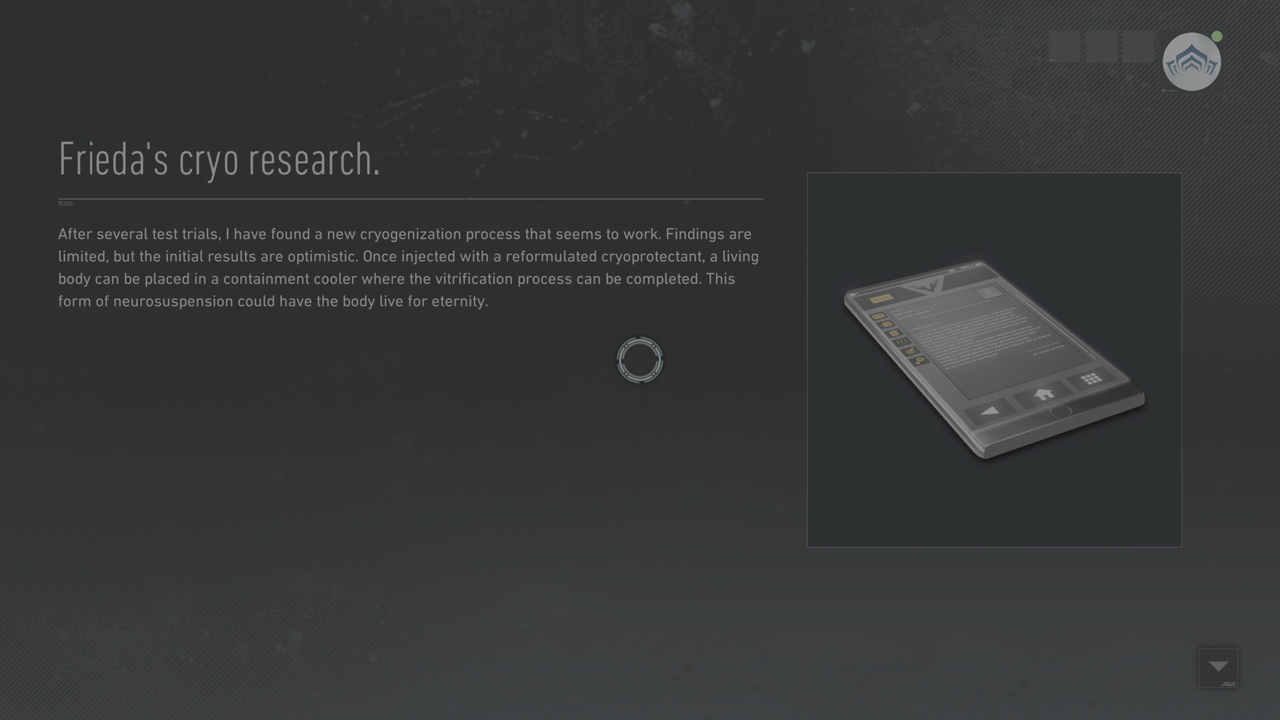 Frieda's cryo research.
After several test trials, I have found a new cryogenization process that seems to work. Findings are
limited, but the initial results are optimistic. Once injected with a reformulated cryoprotectant, a living
body can be placed in a containment cooler where the vitrification process can be completed. This
form of neurosuspension could have the body live for eternity.